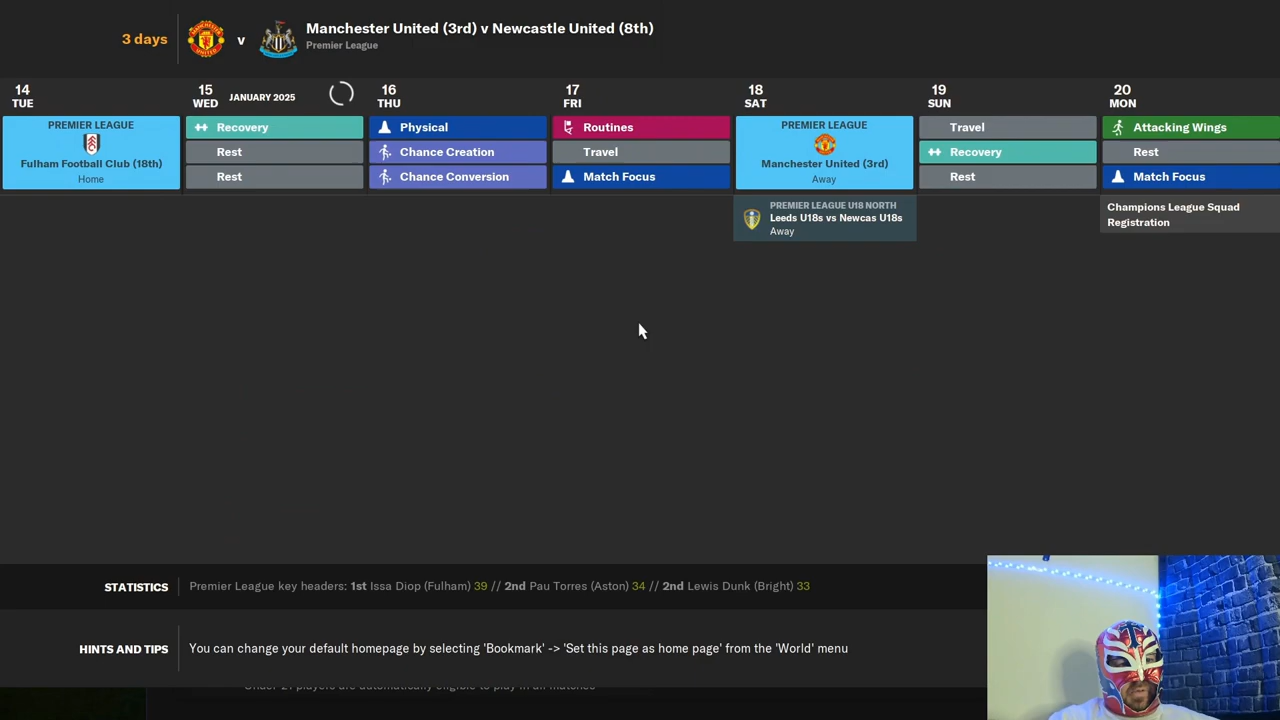 3 days
v
Manchester United (3rd) v Newcastle United (8th)
Premier League
14
TUE
15
WED
JANUARY 2025
16
THU
17
FRI
18
SAT
19
SUN
20
MON
PREMIER LEAGUE
Fulham Football Club (18th)
Home
Recovery
Rest
Rest
Physical
Chance Creation
Chance Conversion
Routines
Travel
Match Focus
PREMIER LEAGUE
Manchester United (3rd)
Away
Travel
Recovery
Rest
Attacking Wings
Rest
Match Focus
PREMIER LEAGUE U18 NORTH
Leeds U18s vs Newcas U18s
Away
Champions League Squad
Registration
STATISTICS
Premier League key headers: 1st Issa Diop (Fulham) 39 // 2nd Pau Torres (Aston) 34 // 2nd Lewis Dunk (Bright) 33
HINTS AND TIPS
You can change your default homepage by selecting 'Bookmark' -> 'Set this page as home page' from the 'World' menu
Under 21 players are automatically eligible to play in all matches